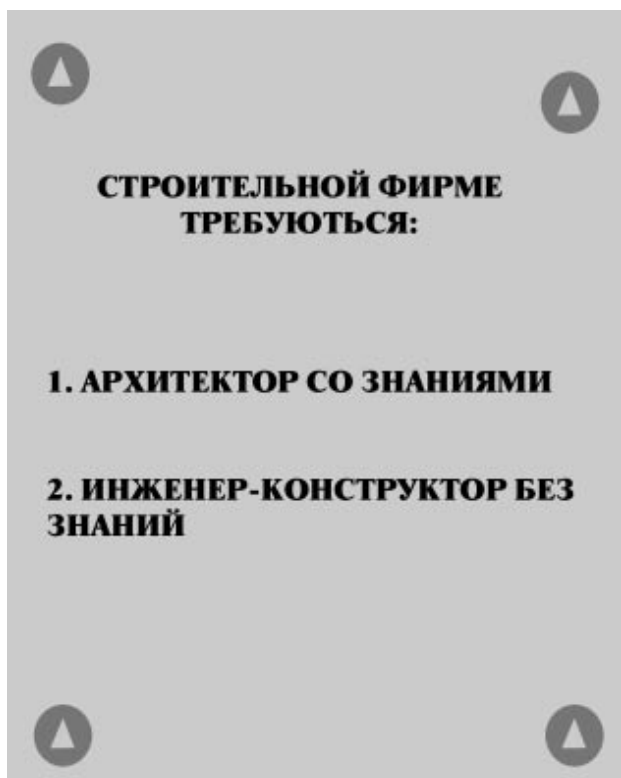 СТРОИТЕЛЬНОЙ ФИРМЕ
ТРЕБУЮТЬСЯ:
1. АРХИТЕКТОР СО ЗНАНИЯМИ
2. ИНЖЕНЕР-КОНСТРУКТОР БЕЗ
ЗНАНИЙ